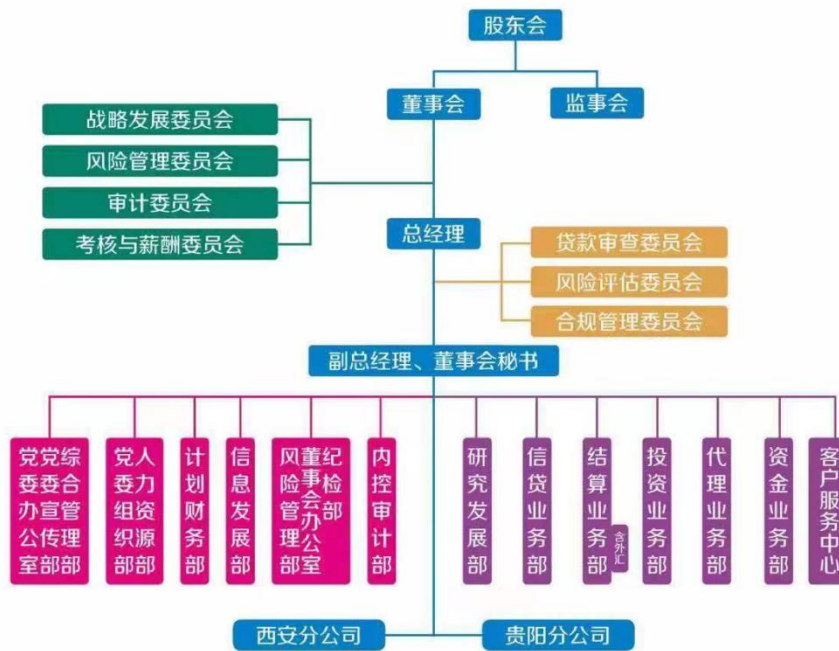 股东会
董事会
监事会
战略发展委员会
风险管理委员会
审计委员会
考核与薪酬委员会
总经理
贷款审查委员会
风险评估委员会
合规管理委员会
副总经理、董事会秘书
党委办公室
党委宣传部
综合管理部
党委组织部
人力资源部
计划财务部
信息发展部
风险管理部
董事会办公室
纪检部
内控审计部
研究发展部
信贷业务部
结算业务部
含外汇
投资业务部
代理业务部
资金业务部
客户服务中心
西安分公司
贵阳分公司